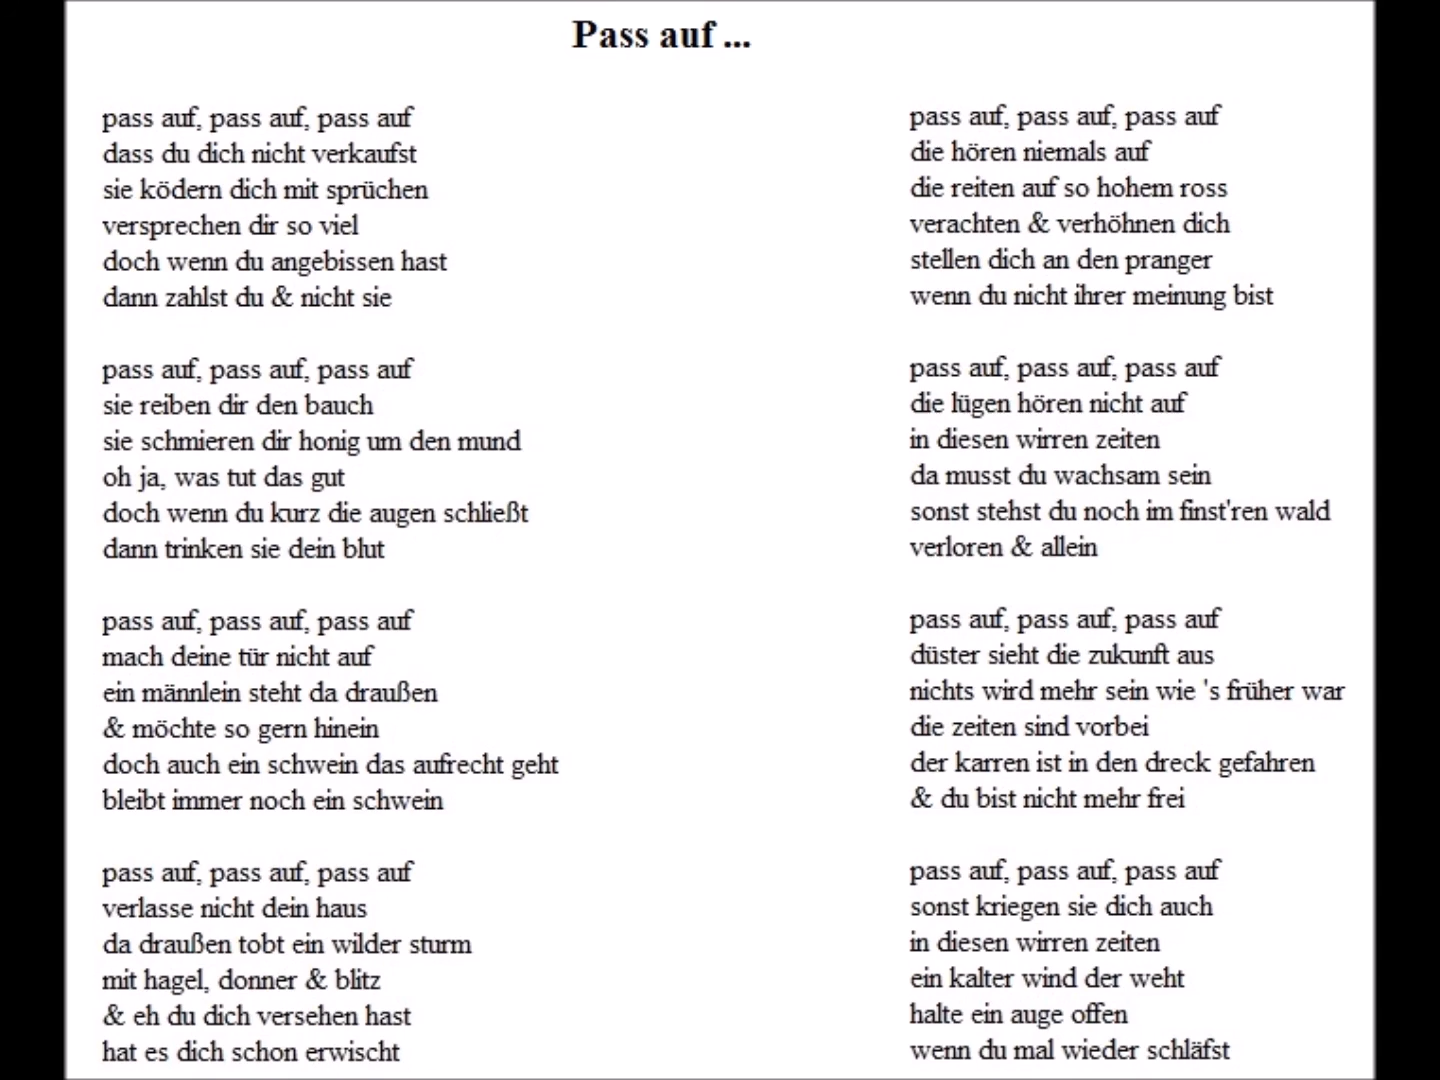 Pass auf ...
pass auf, pass auf, pass auf
dass du dich nicht verkaufst
sie ködern dich mit sprüchen
versprechen dir so viel
doch wenn du angebissen hast
dann zahlst du & nicht sie
pass auf, pass auf, pass auf
sie reiben dir den bauch
sie schmieren dir honig um den mund
oh ja, was tut das gut
doch wenn du kurz die augen schließt
dann trinken sie dein blut
pass auf, pass auf, pass auf
mach deine tür nicht auf
ein männlein steht da draußen
& möchte so gern hinein
doch auch ein schwein das aufrecht geht
bleibt immer noch ein schwein
pass auf, pass auf, pass auf
verlasse nicht dein haus
da draußen tobt ein wilder sturm
mit hagel, donner & blitz
& eh du dich versehen hast
hat es dich schon erwischt
pass auf, pass auf, pass auf
die hören niemals auf
die reiten auf so hohem ross
verachten & verhöhnen dich
stellen dich an den pranger
wenn du nicht ihrer meinung bist
pass auf, pass auf, pass auf
die lügen hören nicht auf
in diesen wirren zeiten
da musst du wachsam sein
sonst stehst du noch im finst'ren wald
verloren & allein
pass auf, pass auf, pass auf
düster sieht die zukunft aus
nichts wird mehr sein wie 's früher war
die zeiten sind vorbei
der karren ist in den dreck gefahren
& du bist nicht mehr frei
pass auf, pass auf, pass auf
sonst kriegen sie dich auch
in diesen wirren zeiten
ein kalter wind der weht
halte ein auge offen
wenn du mal wieder schläfst